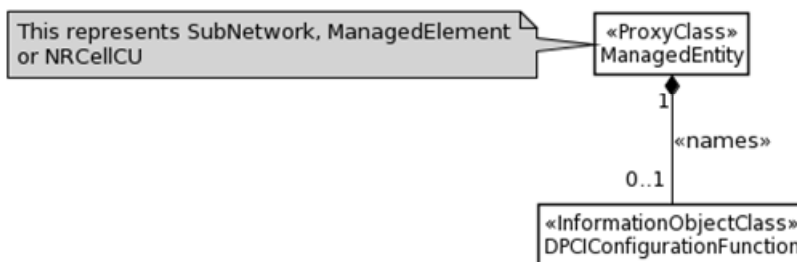 This represents SubNetwork, ManagedElement
or NRCellCU
«ProxyClass»
ManagedEntity
1
«names»
0..1
«InformationObjectClass»
DPCIConfigurationFunction